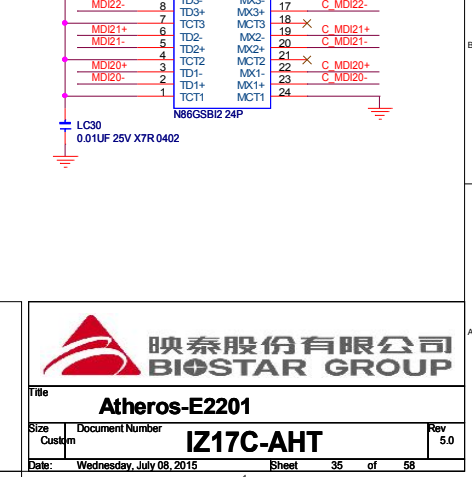 MDI22- 8 TD3- MX3- 17 C_MDI22-
TD3+ MX3+
7 TCT3 MCT3 18
MDI21+ 6 TD2- MX2- 19 C_MDI21+
MDI21- 5 TD2+ MX2+ 20 C_MDI21-
4 TCT2 MCT2 21
MDI20+ 3 TD1- MX1- 22 C_MDI20+
MDI20- 2 TD1+ MX1+ 23 C_MDI20-
1 TCT1 MCT1 24
N86GSBI2 24P
LC30
0.01UF 25V X7R 0402
B
A
映泰股份有限公司
BIOSTAR GROUP
Title
Atheros-E2201
Size Document Number Rev
Custom IZ17C-AHT 5.0
Date: Wednesday, July 08, 2015 Sheet 35 of 58